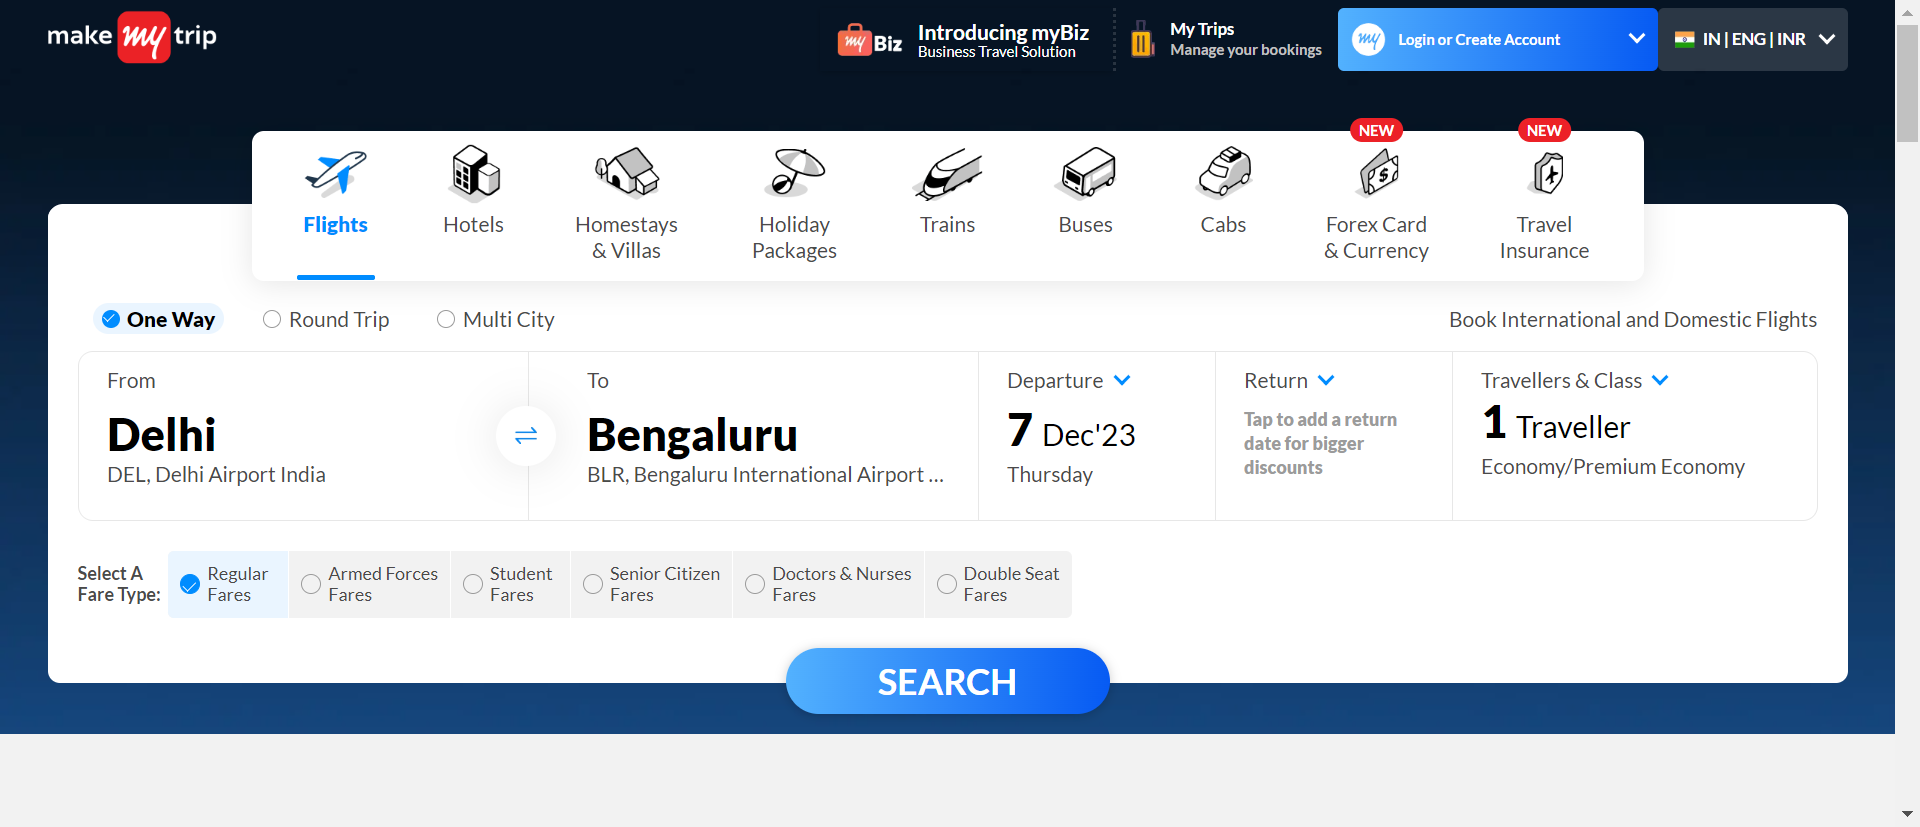 make my trip
my Biz
Introducing myBiz
Business Travel Solution
My Trips
Manage your bookings
my
Login or Create Account
IN | ENG | INR
NEW
NEW
Flights
Hotels
Homestays
& Villas
Holiday
Packages
Trains
Buses
Cabs
Forex Card
& Currency
Travel
Insurance
One Way
Round Trip
Multi City
Book International and Domestic Flights
From
Delhi
DEL, Delhi Airport India
To
Bengaluru
BLR, Bengaluru International Airport ...
Departure
7 Dec'23
Thursday
Return
Tap to add a return
date for bigger
discounts
Travellers & Class
1 Traveller
Economy/Premium Economy
Select A
Fare Type:
Regular
Fares
Armed Forces
Fares
Student
Fares
Senior Citizen
Fares
Doctors & Nurses
Fares
Double Seat
Fares
SEARCH